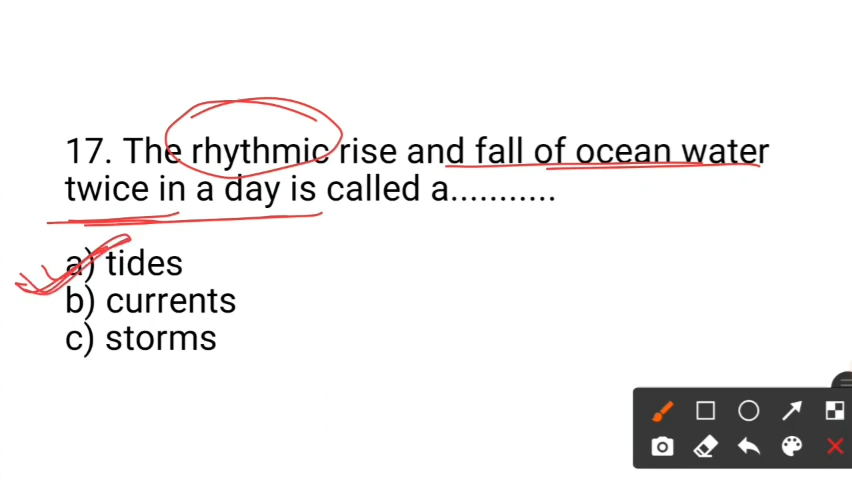 17. The rhythmic rise and fall of ocean water
twice in a day is called a...........
a) tides
b) currents
c) storms